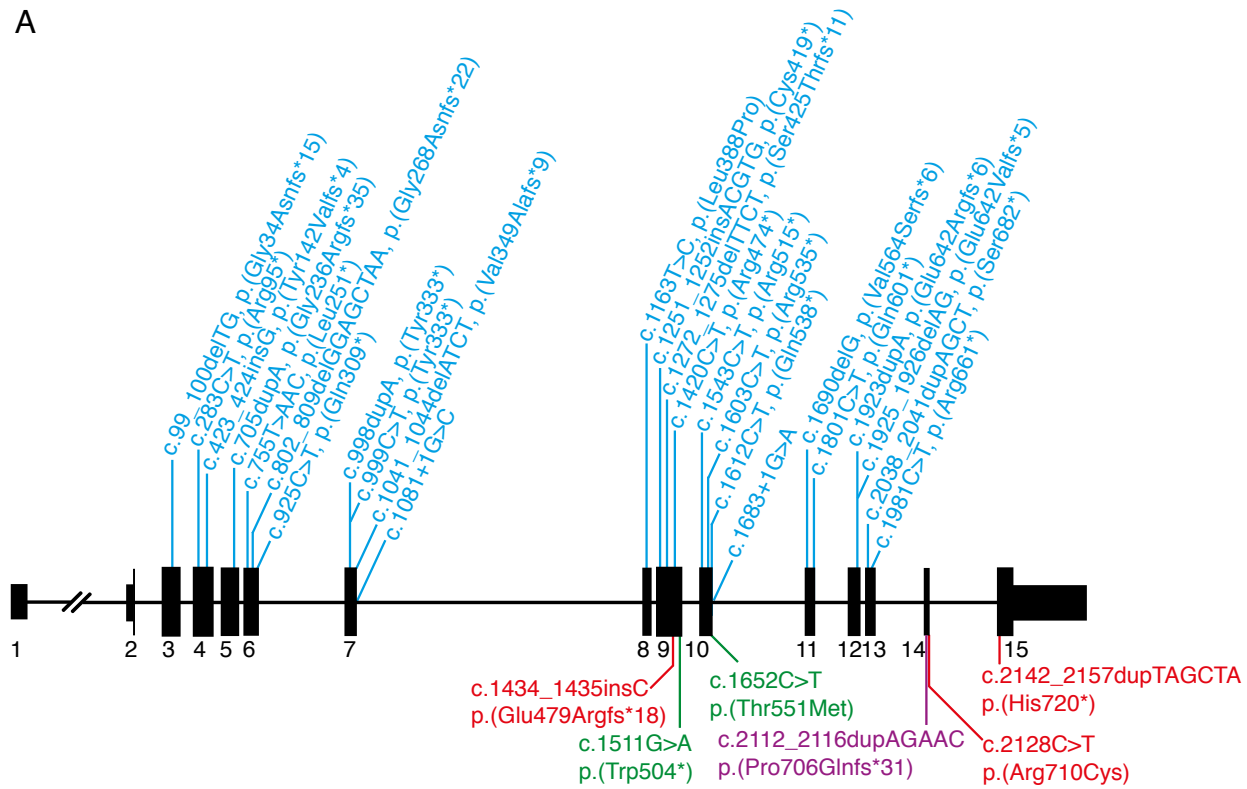 A
c.99_100delTG, p.(Gly34Asnfs*15)
c.283C>T, p.(Arg95*)
c.423_424insG, p.(Tyr142Valfs*4)
c.705dupA, p.(Gly236Argfs*35)
c.755T>AAC, p.(Leu251*)
c.802_809delGGAGCTAA, p.(Gly268Asnfs*22)
c.925C>T, p.(Gln309*)
c.998dupA, p.(Tyr333*)
c.999C>T, p.(Tyr333*)
c.1041_1044delATCT, p.(Val349Alafs*9)
c.1081+1G>C
c.1163T>C, p.(Leu388Pro)
c.1251_1252insACGTG, p.(Cys419*)
c.1272_1275delTTCT, p.(Ser425Thrfs*11)
c.1420C>T, p.(Arg474*)
c.1543C>T, p.(Arg515*)
c.1603C>T, p.(Arg535*)
c.1612C>T, p.(Gln538*)
c.1683+1G>A
c.1690delG, p.(Val564Serfs*6)
c.1801C>T, p.(Gln601*)
c.1923dupA, p.(Glu642Argfs*6)
c.1925_1926delAG, p.(Glu642Valfs*5)
c.2038_2041dupAGCT, p.(Ser682*)
c.1981C>T, p.(Arg661*)
1 2 3 4 5 6 7 8 9 10 11 12 13 14 15
c.1434_1435insC
p.(Glu479Argfs*18)
c.1511G>A
p.(Trp504*)
c.1652C>T
p.(Thr551Met)
c.2112_2116dupAGAAC
p.(Pro706Glnfs*31)
c.2142_2157dupTAGCTA
p.(His720*)
c.2128C>T
p.(Arg710Cys)